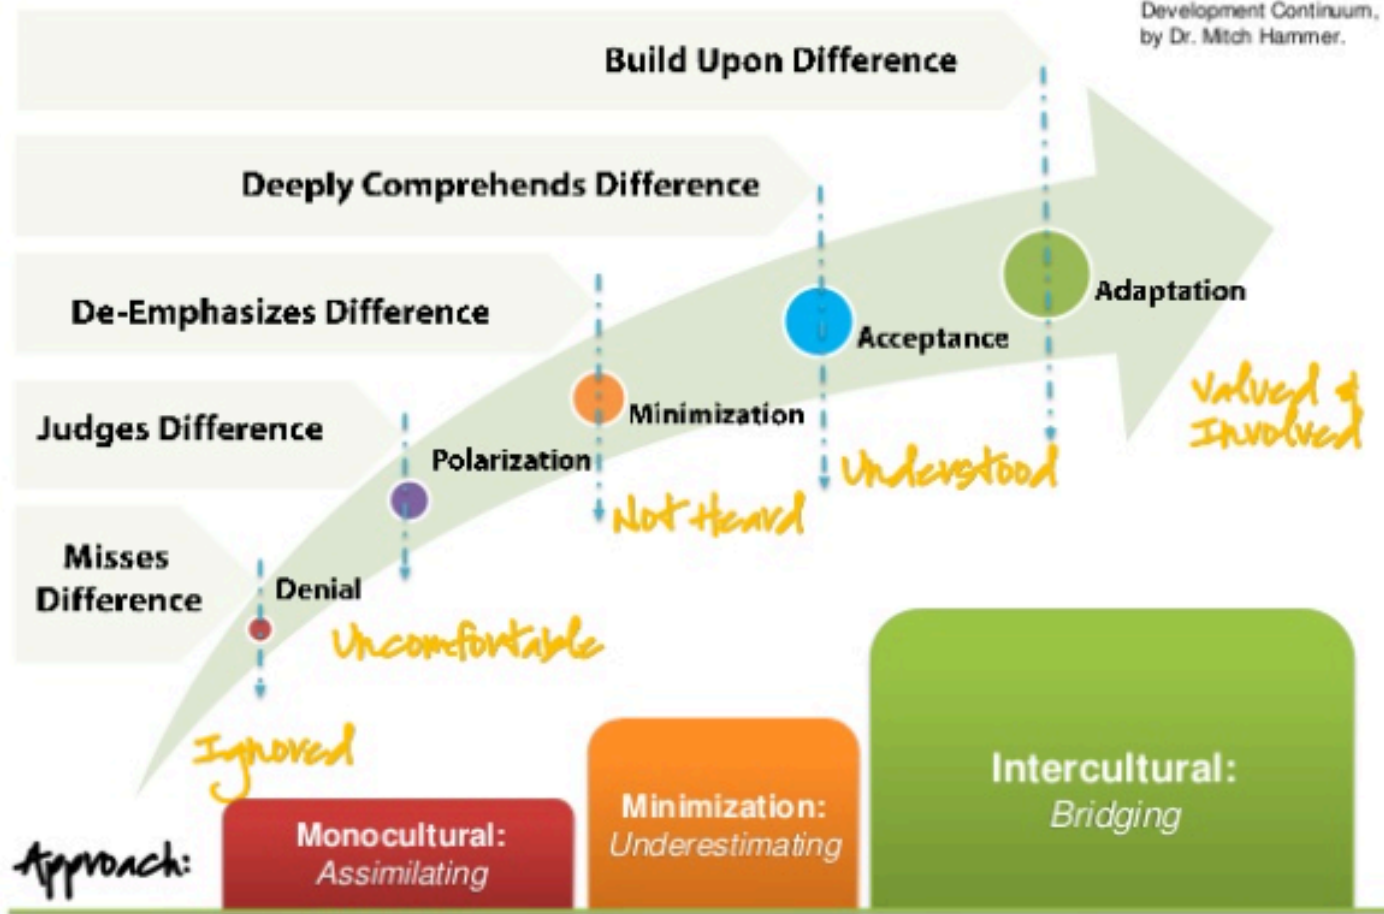 Development Continuum,
by Dr. Mitch Hammer.
Build Upon Difference
Deeply Comprehends Difference
De-Emphasizes Difference
Judges Difference
Misses
Difference
Adaptation
Acceptance
Minimization
Polarization
Denial
Valued &
Involved
Understood
Not Heard
Uncomfortable
Ignored
Approach:
Monocultural:
Assimilating
Minimization:
Underestimating
Intercultural:
Bridging